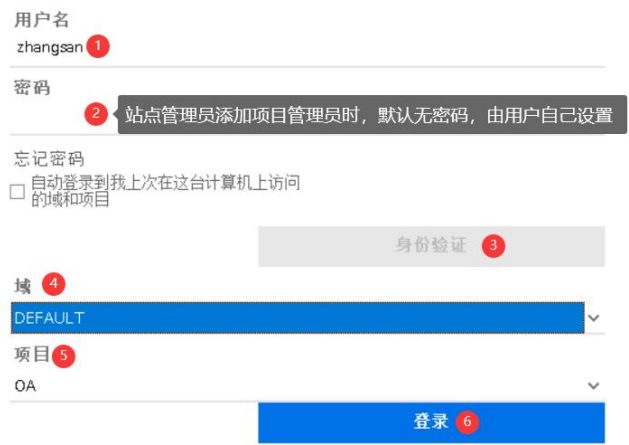 用户名
zhangsan 1
密码
2 站点管理员添加项目管理员时，默认无密码，由用户自己设置
忘记密码
自动登录到我上次在这台计算机上访问
的域和项目
身份验证 3
域 4
DEFAULT
项目 5
OA
登录 6